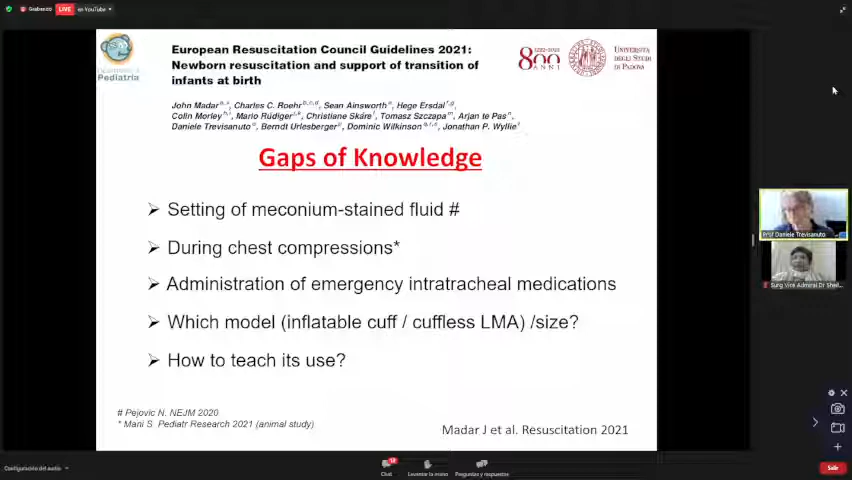 Grabando
LIVE
en YouTube
Pediatria
European Resuscitation Council Guidelines 2021:
Newborn resuscitation and support of transition of
infants at birth
800
1222-2022
ANNI
UNIVERSITÀ
DEGLI STUDI
DI PADOVA
John Madar, Charles C. Roehr, Sean Ainsworth, Hege Ersdal,
Colin Morley, Mario Rüdiger, Christiane Skåre, Tomasz Szczapa, Arjan te Pas,
Daniele Trevisanuto, Berndt Urlesberger, Dominic Wilkinson, Jonathan P. Wyllie
Gaps of Knowledge
➢ Setting of meconium-stained fluid #
➢ During chest compressions*
➢ Administration of emergency intratracheal medications
➢ Which model (inflatable cuff / cuffless LMA) /size?
➢ How to teach its use?
# Pejovic N. NEJM 2020
* Mani S. Pediatr Research 2021 (animal study)
Madar J et al. Resuscitation 2021
Prof Daniele Trevisanuto
Surg Vice Admiral Dr Sheil...
Configuración del audio
Chat
Levantar la mano
Preguntas y respuestas
Salir